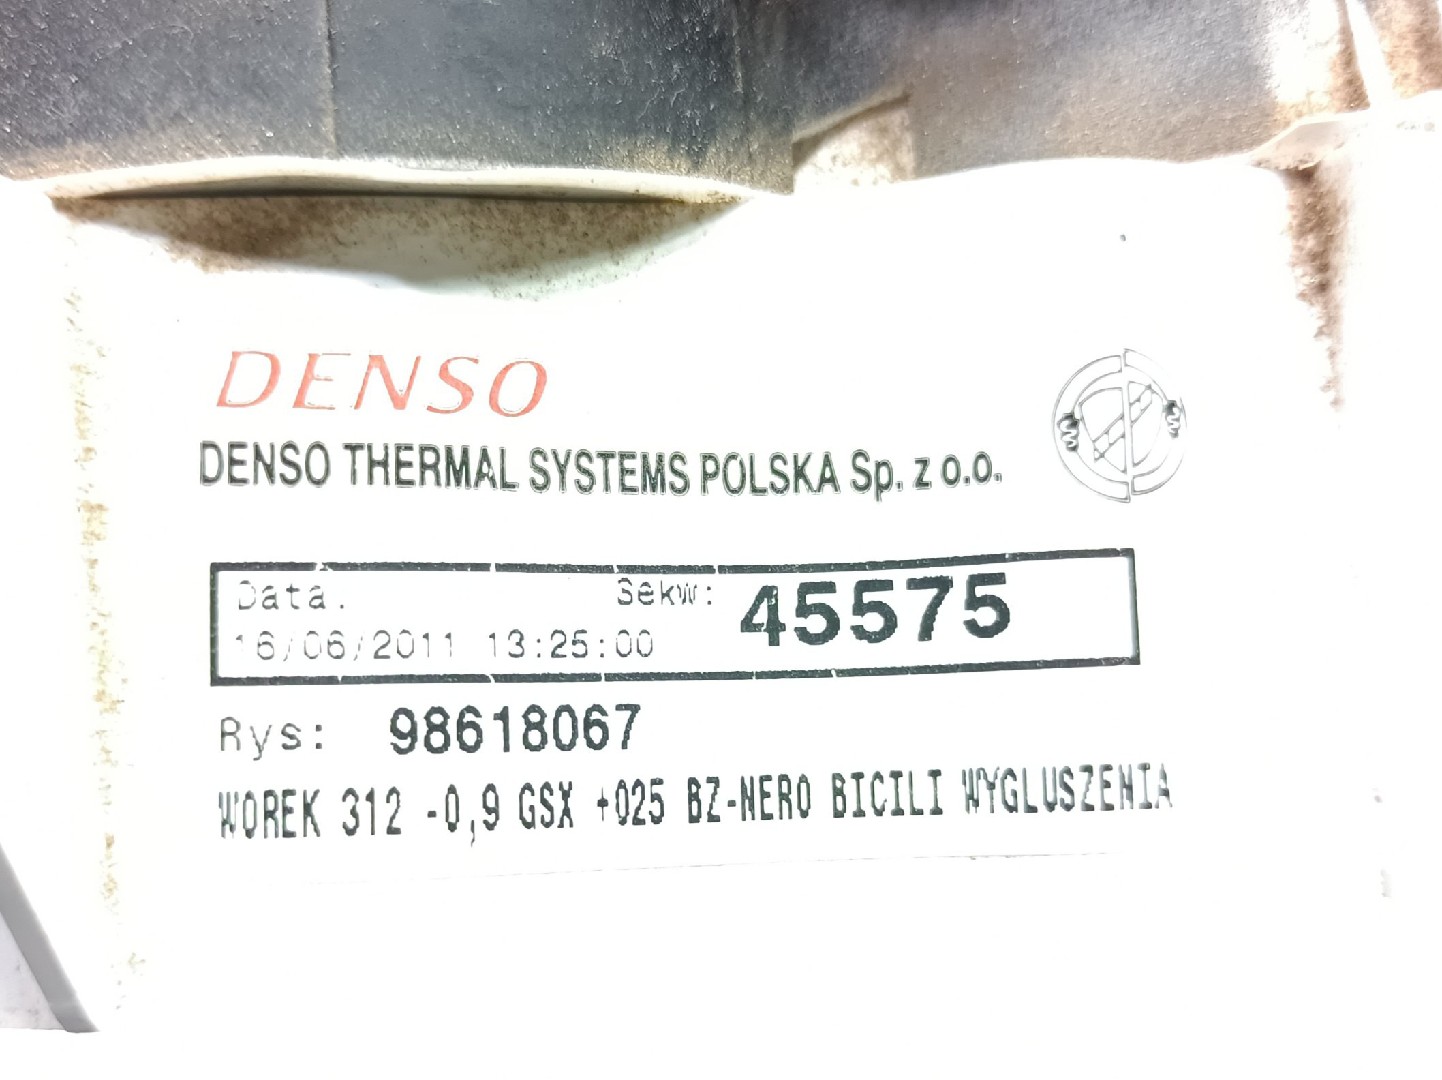 DENSO
DENSO THERMAL SYSTEMS POLSKA Sp. z o.o.
Data. Sekw: 45575
16/06/2011 13:25:00
Rys: 98618067
WOREK 312 -0,9 GSX +025 BZ-NERO BICILI WYGLUSZENIA